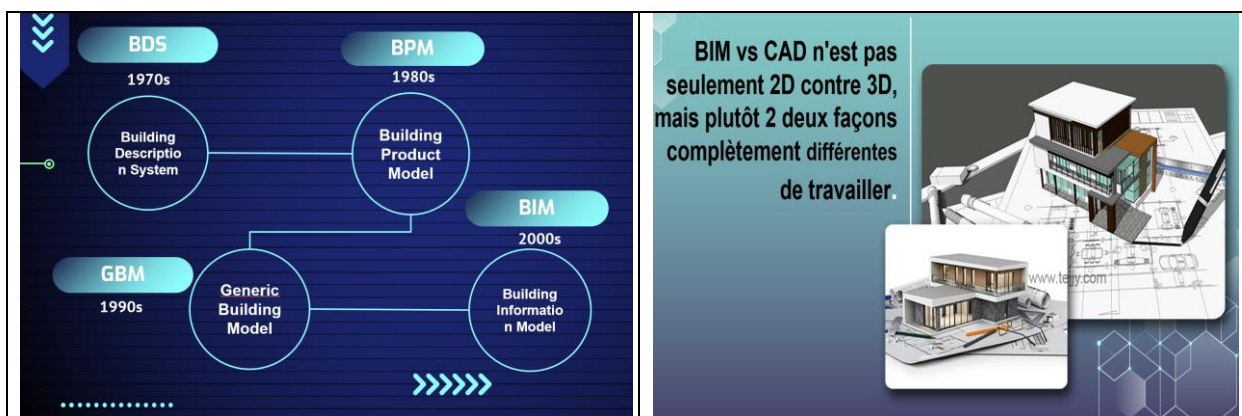 BDS
1970s
Building
Descriptio
n System
BPM
1980s
Building
Product
Model
GBM
1990s
Generic
Building
Model
BIM
2000s
Building
Informatio
n Model
BIM vs CAD n'est pas
seulement 2D contre 3D,
mais plutôt 2 deux façons
complètement différentes
de travailler.
www.tejjy.com